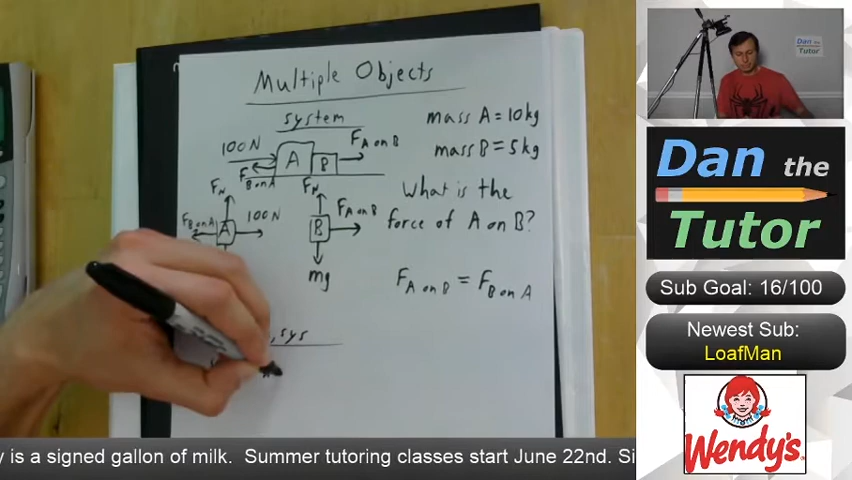 Multiple Objects
system
mass A = 10kg
100N
F A on B
mass B = 5kg
A
B
F B on A
F N
F N
What is the
F B on A
100N
F A on B
force of A on B?
A
B
mg
F A on B = F B on A
, sys
Dan the
Tutor
Dan the
Tutor
Sub Goal: 16/100
Newest Sub:
LoafMan
Wendy's
y is a signed gallon of milk. Summer tutoring classes start June 22nd. Si